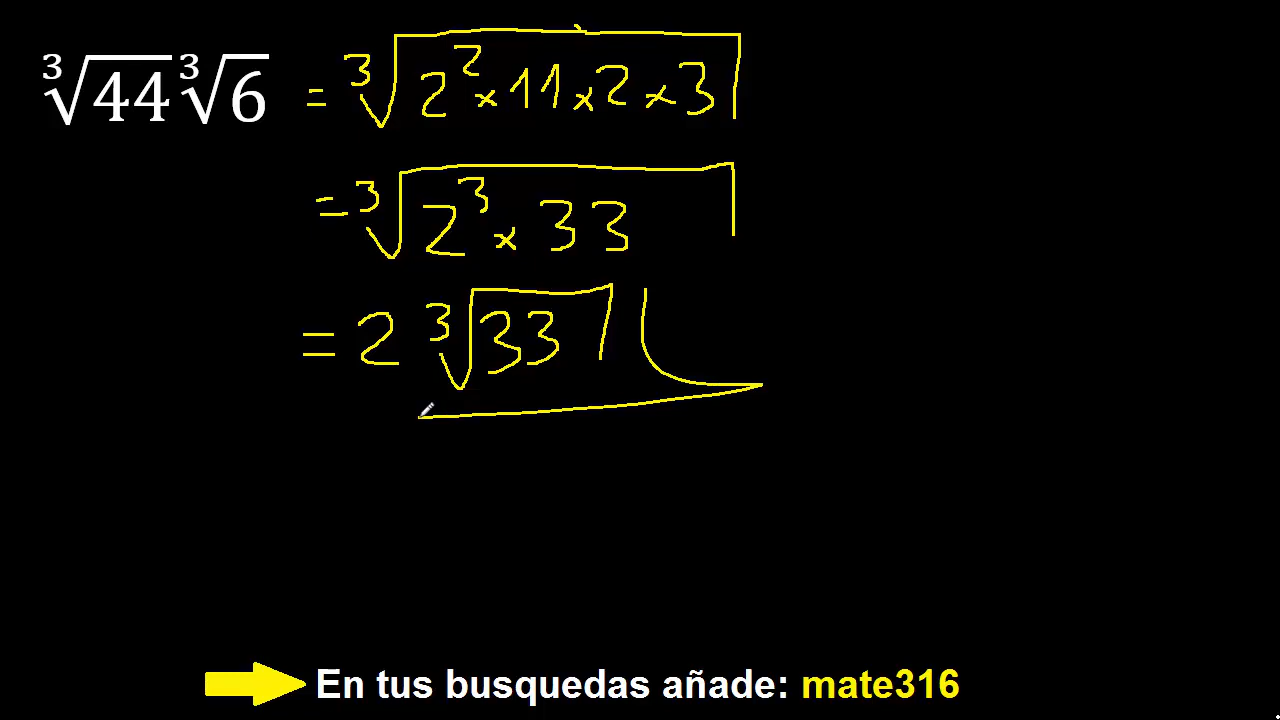 ∛44 ∛6 = ∛(2² × 11 × 2 × 3)
= ∛(2³ × 33)
= 2 ∛33
En tus busquedas añade: mate316